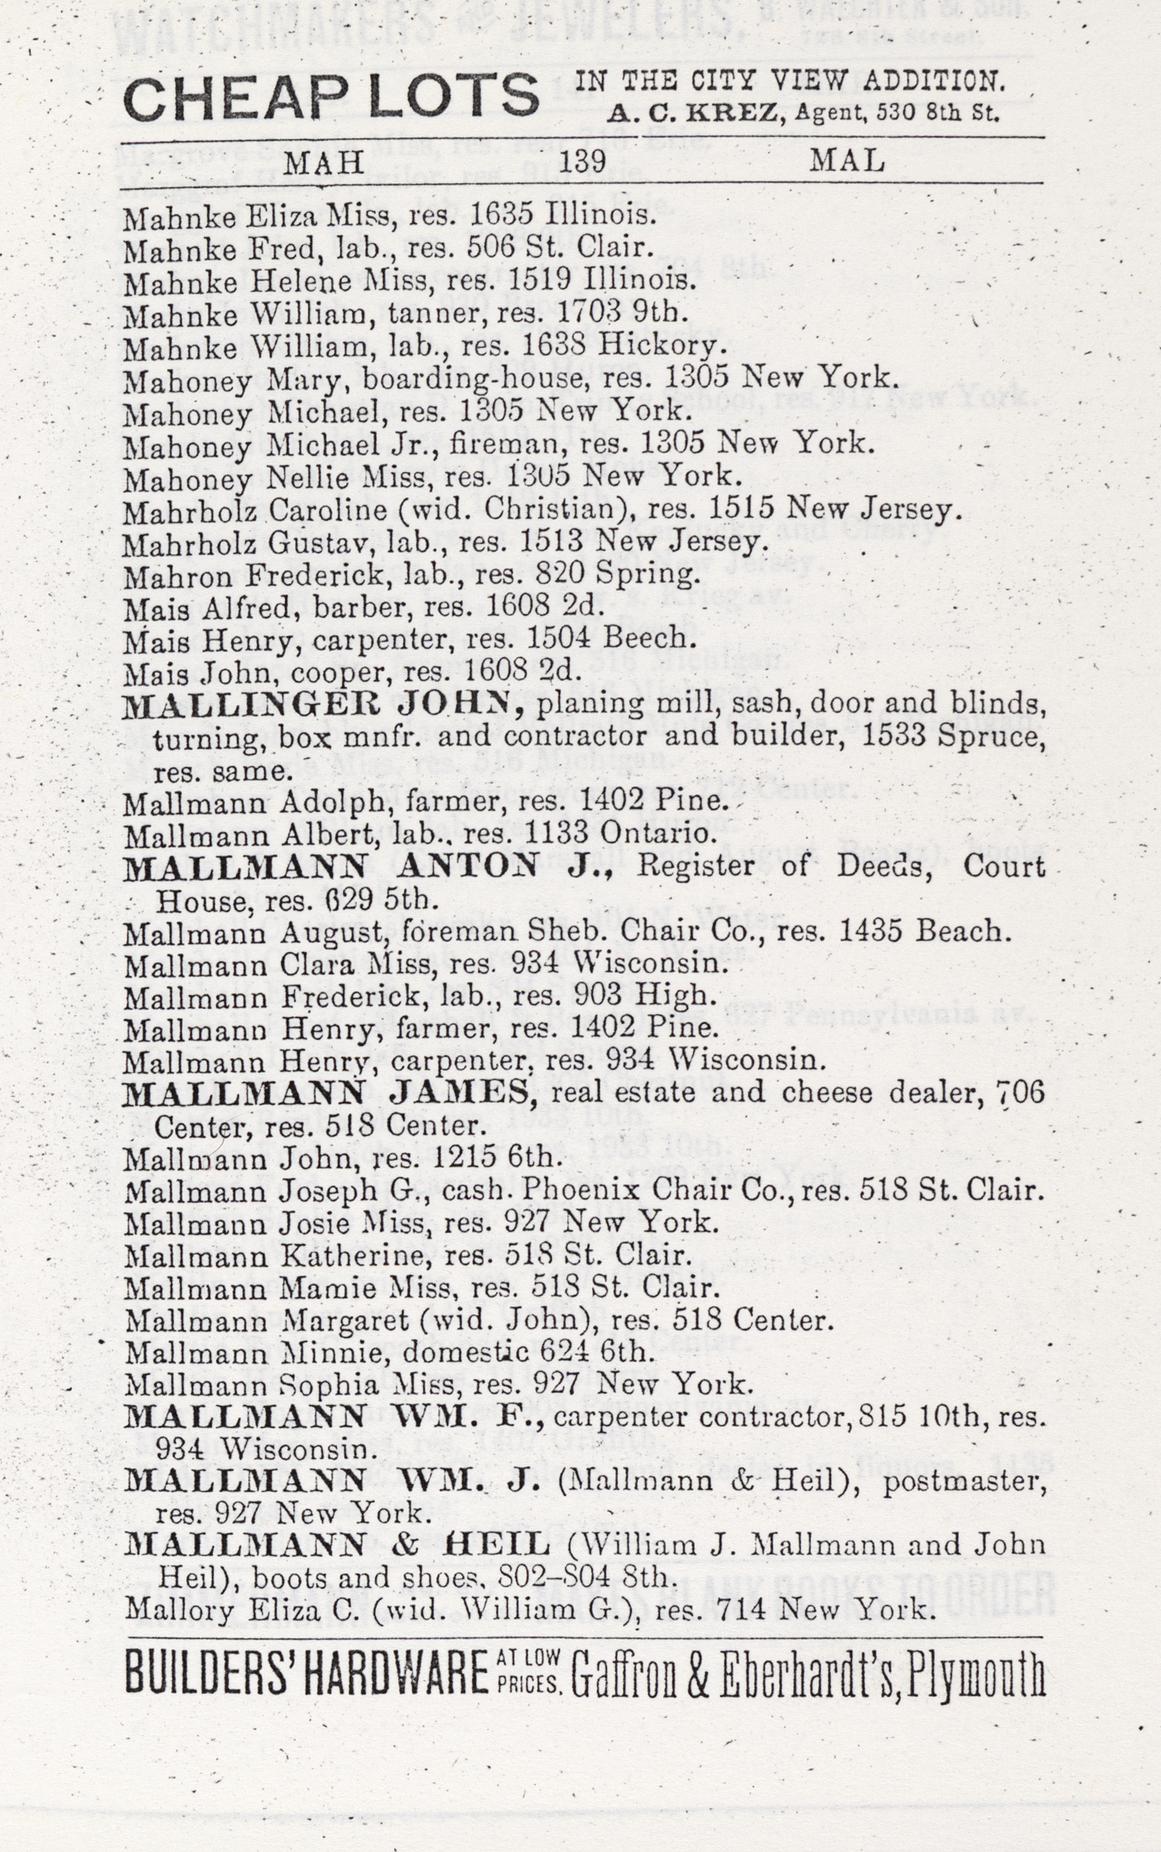 CHEAP LOTS IN THE CITY VIEW ADDITION.
A. C. KREZ, Agent, 530 8th St.
MAH 139 MAL
Mahnke Eliza Miss, res. 1635 Illinois.
Mahnke Fred, lab., res. 506 St. Clair.
Mahnke Helene Miss, res. 1519 Illinois.
Mahnke William, tanner, res. 1703 9th.
Mahnke William, lab., res. 1638 Hickory.
Mahoney Mary, boarding-house, res. 1305 New York.
Mahoney Michael, res. 1305 New York.
Mahoney Michael Jr., fireman, res. 1305 New York.
Mahoney Nellie Miss, res. 1305 New York.
Mahrholz Caroline (wid. Christian), res. 1515 New Jersey.
Mahrholz Gustav, lab., res. 1513 New Jersey.
Mahron Frederick, lab., res. 820 Spring.
Mais Alfred, barber, res. 1608 2d.
Mais Henry, carpenter, res. 1504 Beech.
Mais John, cooper, res. 1608 2d.
MALLINGER JOHN, planing mill, sash, door and blinds,
turning, box mnfr. and contractor and builder, 1533 Spruce,
res. same.
Mallmann Adolph, farmer, res. 1402 Pine.
Mallmann Albert, lab., res. 1133 Ontario.
MALLMANN ANTON J., Register of Deeds, Court
House, res. 629 5th.
Mallmann August, foreman Sheb. Chair Co., res. 1435 Beach.
Mallmann Clara Miss, res. 934 Wisconsin.
Mallmann Frederick, lab., res. 903 High.
Mallmann Henry, farmer, res. 1402 Pine.
Mallmann Henry, carpenter, res. 934 Wisconsin.
MALLMANN JAMES, real estate and cheese dealer, 706
Center, res. 518 Center.
Mallmann John, res. 1215 6th.
Mallmann Joseph G., cash. Phoenix Chair Co., res. 518 St. Clair.
Mallmann Josie Miss, res. 927 New York.
Mallmann Katherine, res. 518 St. Clair.
Mallmann Mamie Miss, res. 518 St. Clair.
Mallmann Margaret (wid. John), res. 518 Center.
Mallmann Minnie, domestic 624 6th.
Mallmann Sophia Miss, res. 927 New York.
MALLMANN WM. F., carpenter contractor, 815 10th, res.
934 Wisconsin.
MALLMANN WM. J. (Mallmann & Heil), postmaster,
res. 927 New York.
MALLMANN & HEIL (William J. Mallmann and John
Heil), boots and shoes, 802–804 8th.
Mallory Eliza C. (wid. William G.), res. 714 New York.
BUILDERS' HARDWARE AT LOW PRICES. Gaffron & Eberhardt's, Plymouth